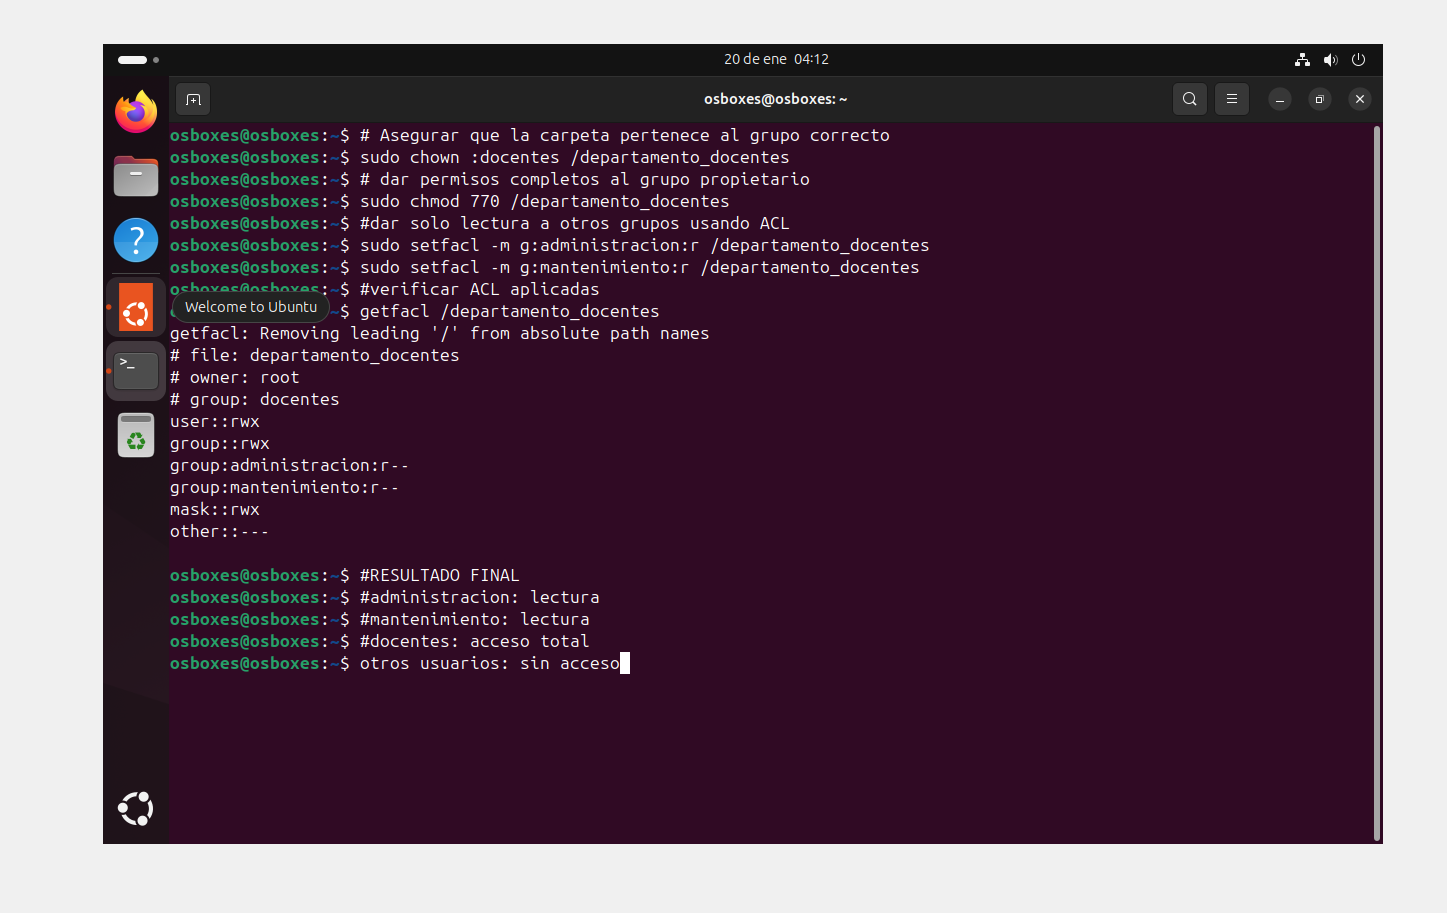 20 de ene 04:12
osboxes@osboxes: ~
osboxes@osboxes:~$ # Asegurar que la carpeta pertenece al grupo correcto
osboxes@osboxes:~$ sudo chown :docentes /departamento_docentes
osboxes@osboxes:~$ # dar permisos completos al grupo propietario
osboxes@osboxes:~$ sudo chmod 770 /departamento_docentes
osboxes@osboxes:~$ #dar solo lectura a otros grupos usando ACL
osboxes@osboxes:~$ sudo setfacl -m g:administracion:r /departamento_docentes
osboxes@osboxes:~$ sudo setfacl -m g:mantenimiento:r /departamento_docentes
osboxes@osboxes:~$ #verificar ACL aplicadas
Welcome to Ubuntu
~$ getfacl /departamento_docentes
getfacl: Removing leading '/' from absolute path names
# file: departamento_docentes
# owner: root
# group: docentes
user::rwx
group::rwx
group:administracion:r--
group:mantenimiento:r--
mask::rwx
other::---
osboxes@osboxes:~$ #RESULTADO FINAL
osboxes@osboxes:~$ #administracion: lectura
osboxes@osboxes:~$ #mantenimiento: lectura
osboxes@osboxes:~$ #docentes: acceso total
osboxes@osboxes:~$ otros usuarios: sin acceso